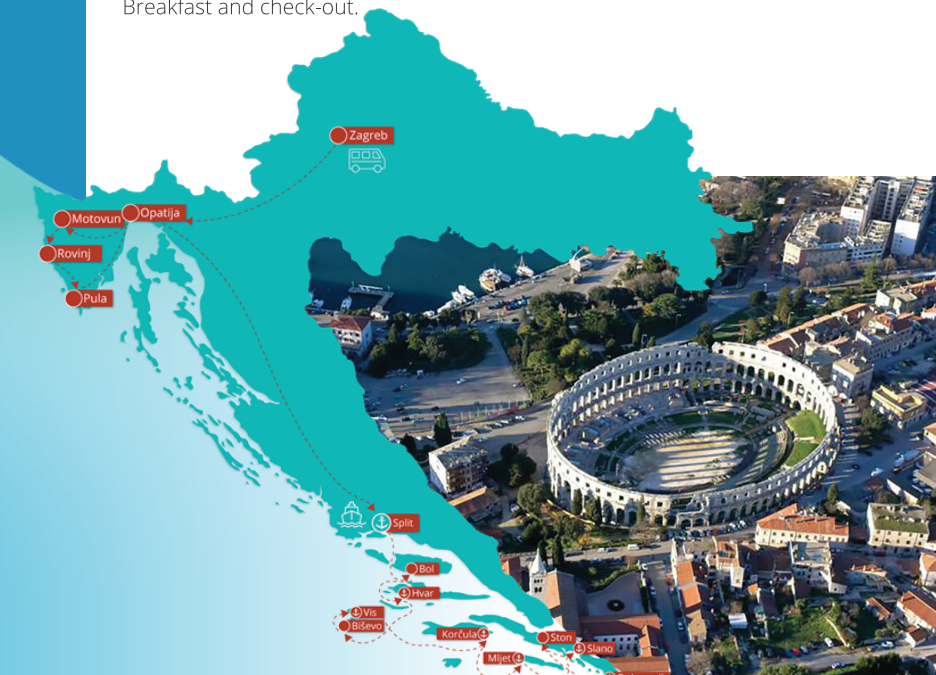 Breakfast and check-out.
Zagreb
Motovun
Opatija
Rovinj
Pula
Split
Bol
Hvar
Vis
Biševo
Korčula
Ston
Slano
Mljet